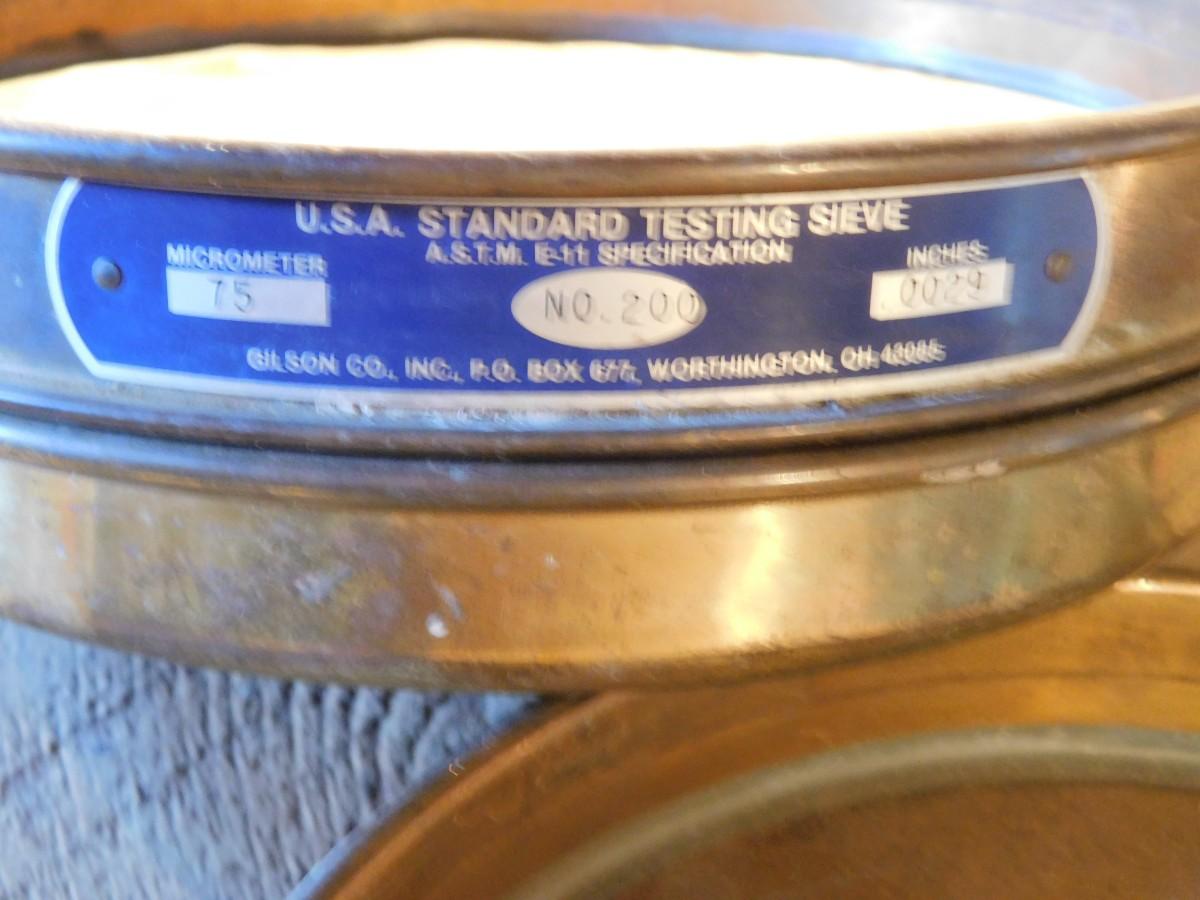 U.S.A. STANDARD TESTING SIEVE
A.S.T.M. E-11 SPECIFICATION
MICROMETER
75
NO. 200
INCHES
.0029
GILSON CO., INC., P.O. BOX 677, WORTHINGTON, OH 43085